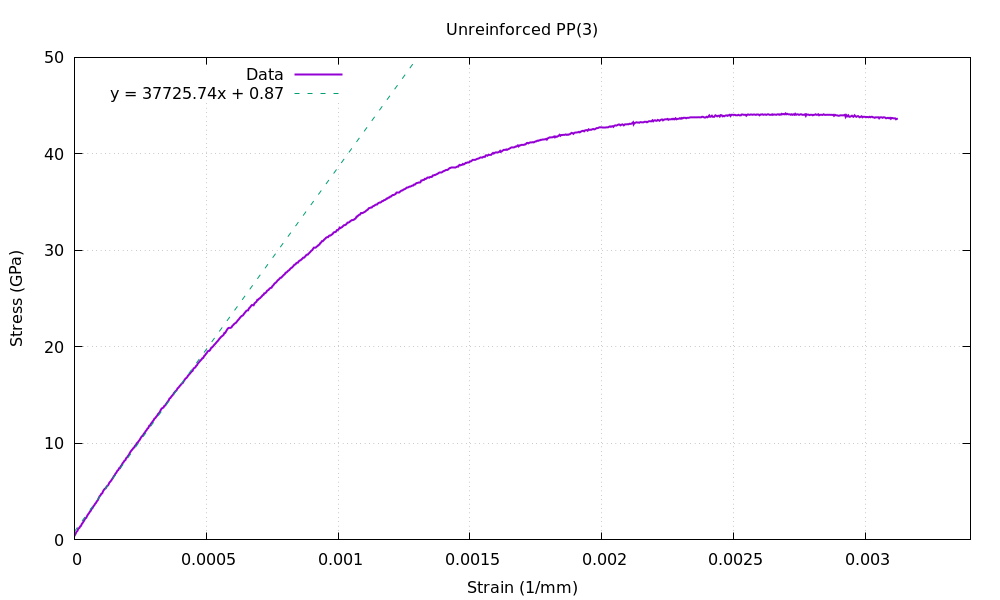 Unreinforced PP(3)
Data
y = 37725.74x + 0.87
50
40
30
20
10
0
Stress (GPa)
0 0.0005 0.001 0.0015 0.002 0.0025 0.003
Strain (1/mm)